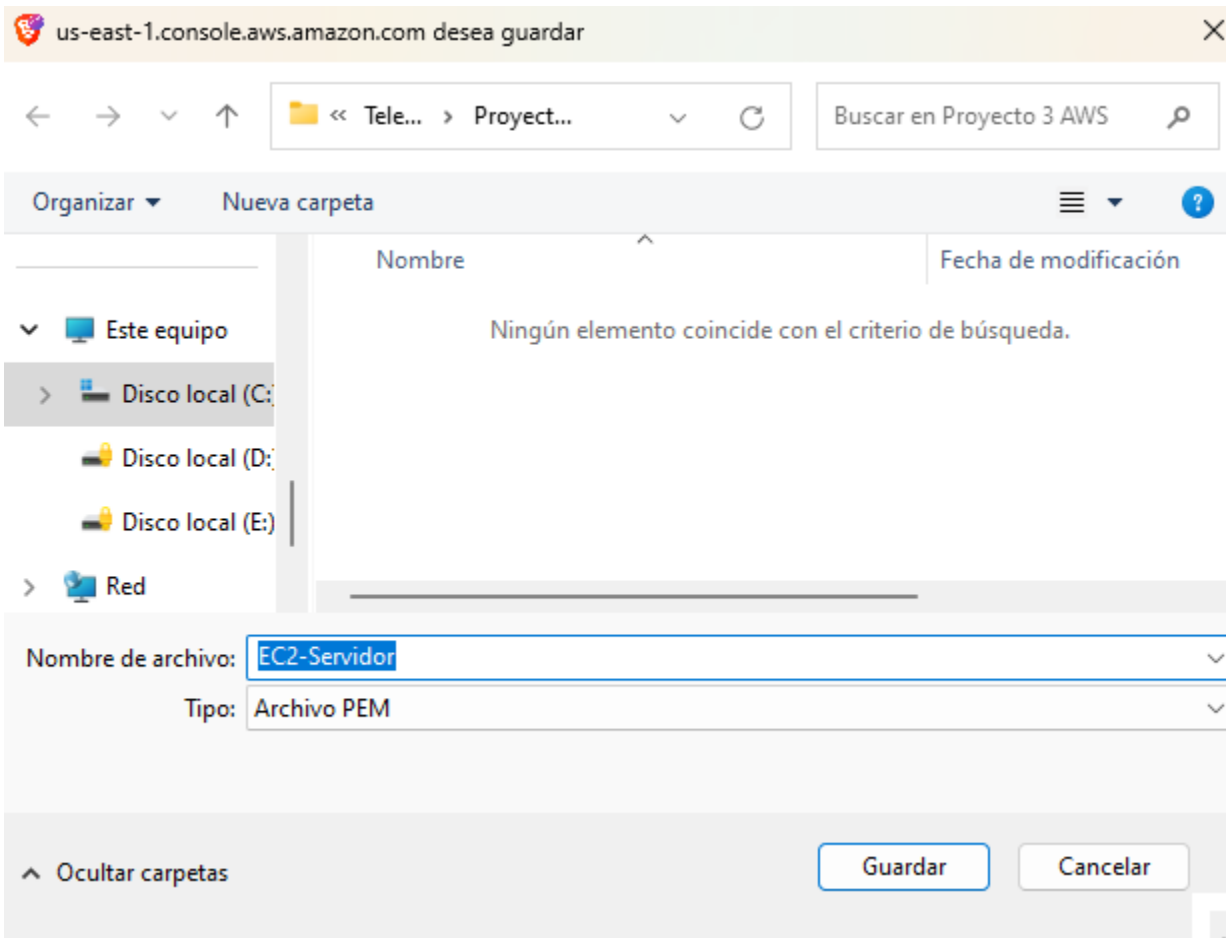 us-east-1.console.aws.amazon.com desea guardar
« Tele... > Proyect...
Buscar en Proyecto 3 AWS
Organizar Nueva carpeta
Nombre Fecha de modificación
Ningún elemento coincide con el criterio de búsqueda.
Este equipo
Disco local (C:)
Disco local (D:)
Disco local (E:)
Red
Nombre de archivo: EC2-Servidor
Tipo: Archivo PEM
Ocultar carpetas
Guardar Cancelar